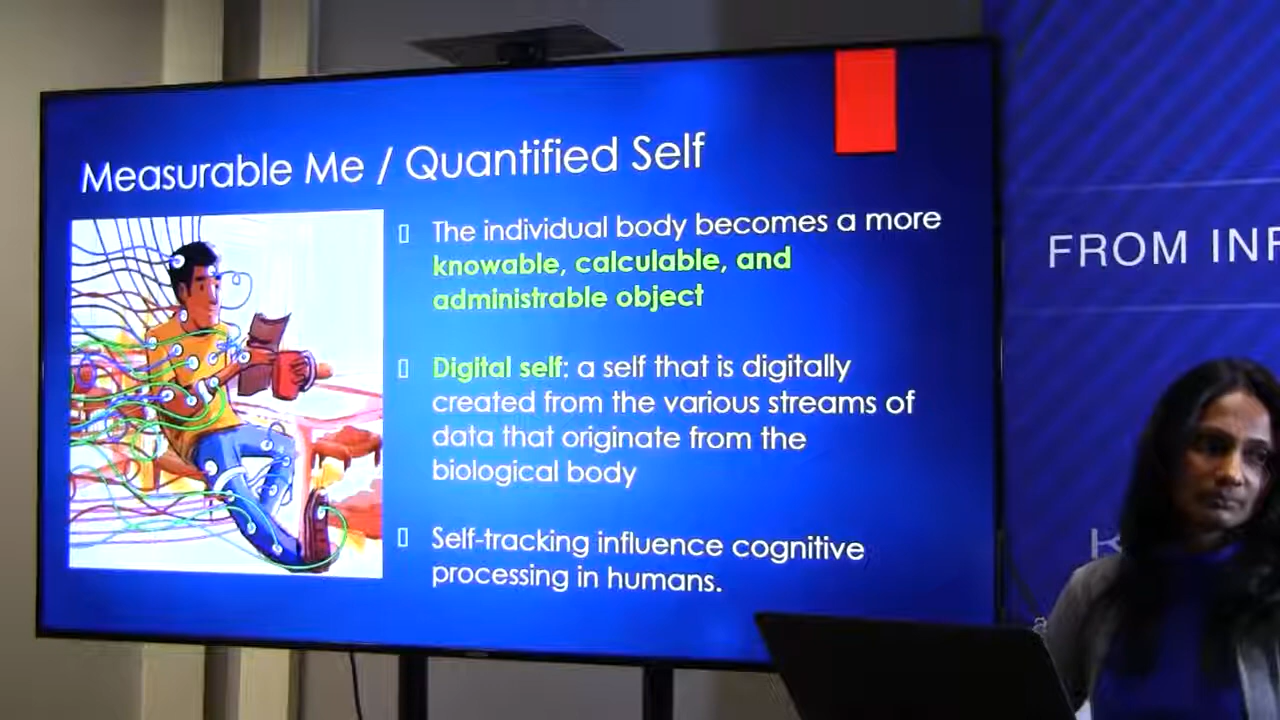 Measurable Me / Quantified Self
The individual body becomes a more
knowable, calculable, and
administrable object
Digital self: a self that is digitally
created from the various streams of
data that originate from the
biological body
Self-tracking influence cognitive
processing in humans.
FROM